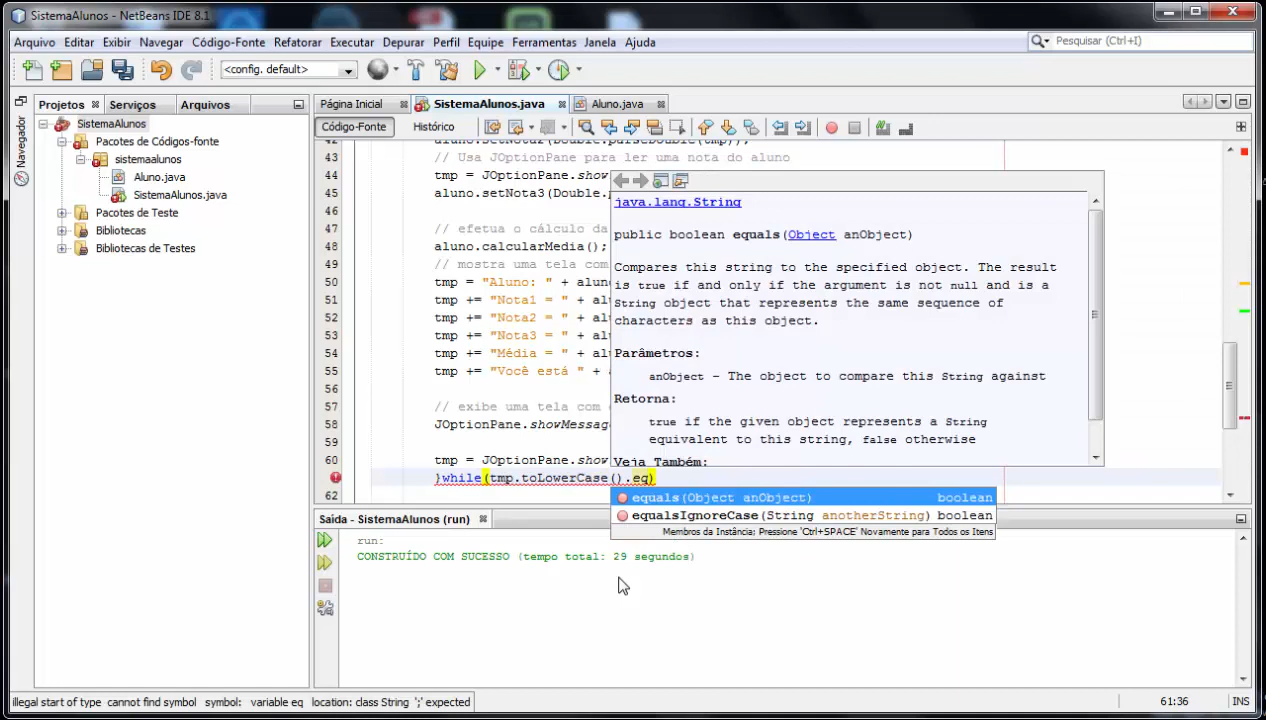 SistemaAlunos - NetBeans IDE 8.1
Arquivo Editar Exibir Navegar Código-Fonte Refatorar Executar Depurar Perfil Equipe Ferramentas Janela Ajuda
Pesquisar (Ctrl+I)
<config. default>
Projetos Serviços Arquivos
Navegador
SistemaAlunos
Pacotes de Códigos-fonte
sistemaalunos
Aluno.java
SistemaAlunos.java
Pacotes de Teste
Bibliotecas
Bibliotecas de Testes
Página Inicial SistemaAlunos.java Aluno.java
Código-Fonte Histórico
42 aluno.setNota2(Double.parseDouble(tmp));
43 // Usa JOptionPane para ler uma nota do aluno
44 tmp = JOptionPane.show
45 aluno.setNota3(Double.
46
47 // efetua o cálculo da
48 aluno.calcularMedia();
49 // mostra uma tela com
50 tmp = "Aluno: " + alun
51 tmp += "Nota1 = " + alu
52 tmp += "Nota2 = " + alu
53 tmp += "Nota3 = " + alu
54 tmp += "Média = " + alu
55 tmp += "Você está " + a
56
57 // exibe uma tela com
58 JOptionPane.showMessag
59
60 tmp = JOptionPane.show
}while(tmp.toLowerCase().eq)
62
java.lang.String
public boolean equals(Object anObject)
Compares this string to the specified object. The result
is true if and only if the argument is not null and is a
String object that represents the same sequence of
characters as this object.
Parâmetros:
anObject - The object to compare this String against
Retorna:
true if the given object represents a String
equivalent to this string, false otherwise
Veja Também:
equals(Object anObject) boolean
equalsIgnoreCase(String anotherString) boolean
Membros da Instância; Pressione 'Ctrl+SPACE' Novamente para Todos os Itens
Saída - SistemaAlunos (run)
run:
CONSTRUÍDO COM SUCESSO (tempo total: 29 segundos)
illegal start of type cannot find symbol symbol: variable eq location: class String ';' expected
61:36 INS